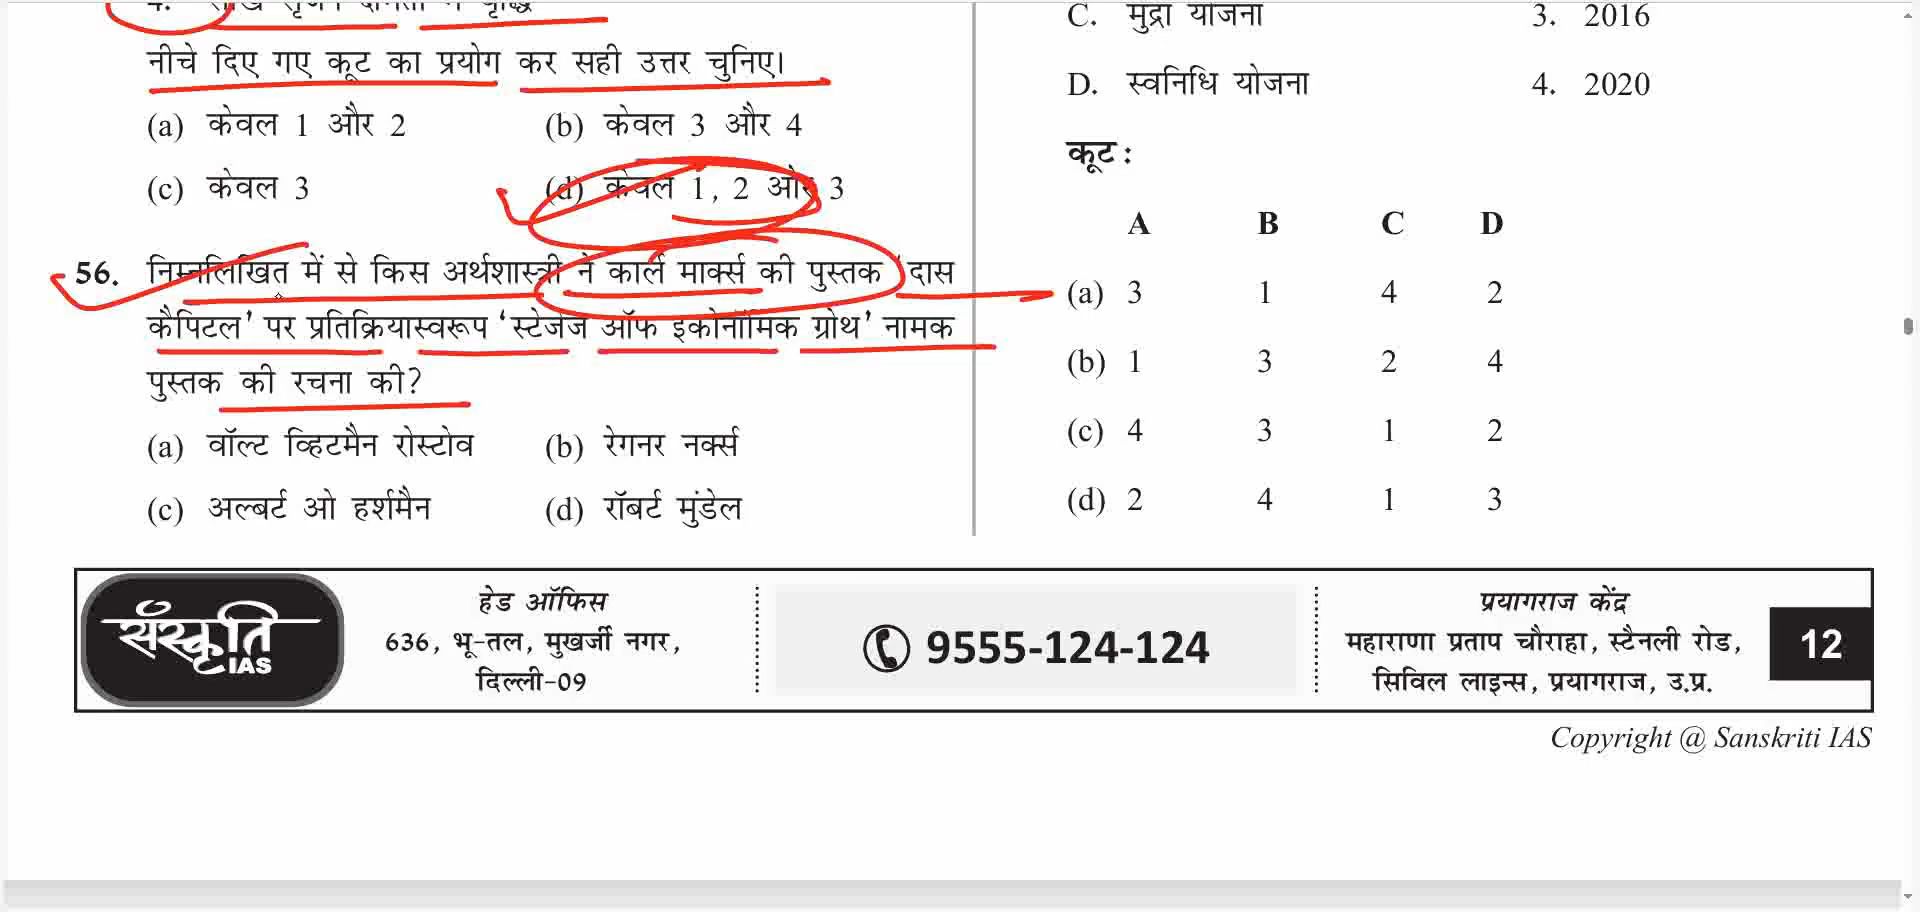 4. साख सृजन क्षमता में वृद्धि
नीचे दिए गए कूट का प्रयोग कर सही उत्तर चुनिए।
(a) केवल 1 और 2 (b) केवल 3 और 4
(c) केवल 3 (d) केवल 1, 2 और 3
56. निम्नलिखित में से किस अर्थशास्त्री ने कार्ल मार्क्स की पुस्तक ‘दास
कैपिटल’ पर प्रतिक्रियास्वरूप ‘स्टेजेज ऑफ इकोनॉमिक ग्रोथ’ नामक
पुस्तक की रचना की?
(a) वॉल्ट व्हिटमैन रोस्टोव (b) रेगनर नर्क्स
(c) अल्बर्ट ओ हर्शमैन (d) रॉबर्ट मुंडेल
C. मुद्रा योजना 3. 2016
D. स्वनिधि योजना 4. 2020
कूट :
A B C D
(a) 3 1 4 2
(b) 1 3 2 4
(c) 4 3 1 2
(d) 2 4 1 3
संस्कृति
IAS
हेड ऑफिस
636, भू-तल, मुखर्जी नगर,
दिल्ली-09
9555-124-124
प्रयागराज केंद्र
महाराणा प्रताप चौराहा, स्टैनली रोड,
सिविल लाइन्स, प्रयागराज, उ.प्र.
12
Copyright @ Sanskriti IAS